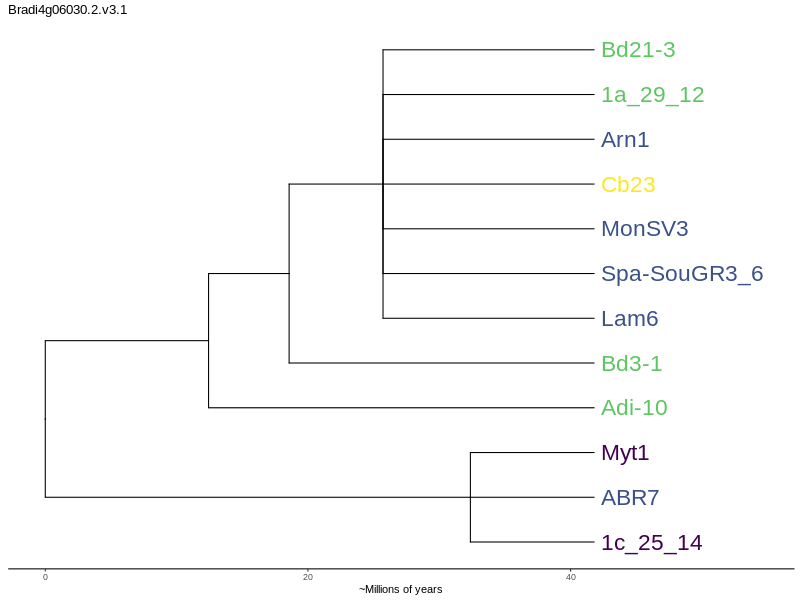 Bradi4g06030.2.v3.1
Bd21-3
1a_29_12
Arn1
Cb23
MonSV3
Spa-SouGR3_6
Lam6
Bd3-1
Adi-10
Myt1
ABR7
1c_25_14
0 20 40
~Millions of years